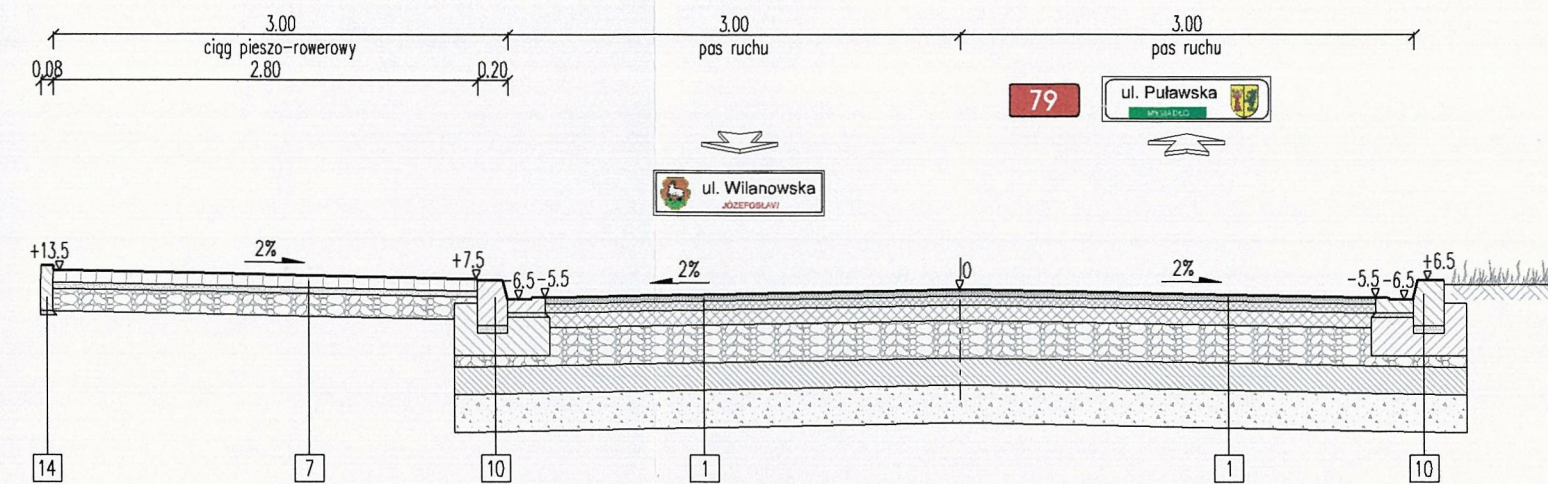 3.00 3.00 3.00
ciąg pieszo-rowerowy pas ruchu pas ruchu
0.08 2.80 0.20
79 ul. Puławska
MYSIADŁO
ul. Wilanowska
JÓZEFOSŁAW
+13.5 2% +7.5 -6.5 -5.5 2% 0 2% -5.5 -6.5 +6.5
14 7 10 1 1 10